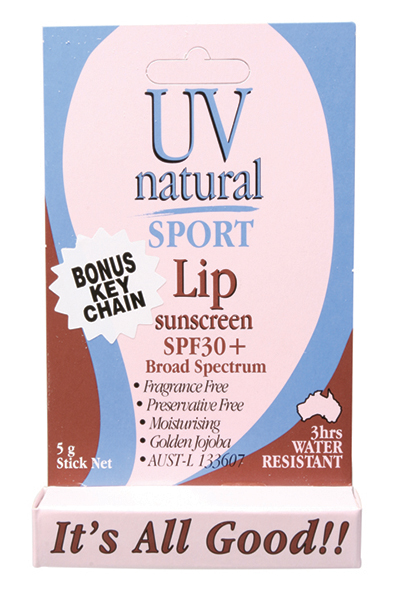 UV
natural
SPORT
BONUS
KEY
CHAIN
Lip
sunscreen
SPF30+
Broad Spectrum
• Fragrance Free
• Preservative Free
• Moisturising
• Golden Jojoba
• AUST-L 133607
5 g
Stick Net
3hrs
WATER
RESISTANT
It's All Good!!